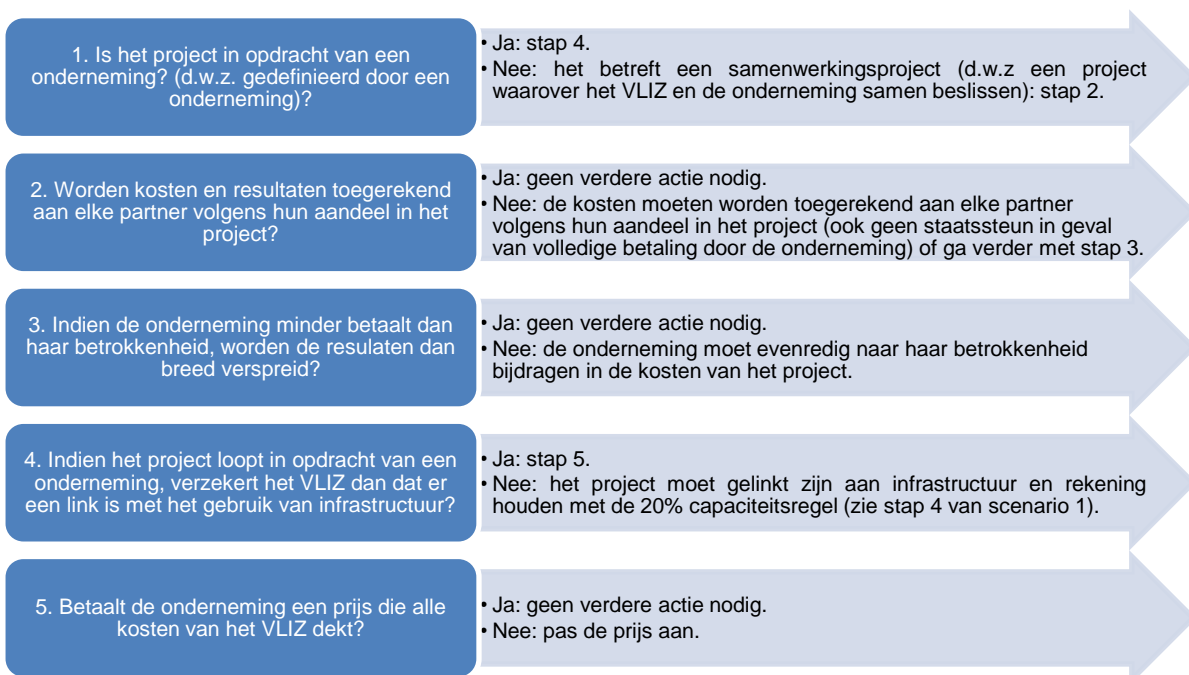 1. Is het project in opdracht van een
onderneming? (d.w.z. gedefinieerd door een
onderneming)?
• Ja: stap 4.
• Nee: het betreft een samenwerkingsproject (d.w.z een project
waarover het VLIZ en de onderneming samen beslissen): stap 2.
2. Worden kosten en resultaten toegerekend
aan elke partner volgens hun aandeel in het
project?
• Ja: geen verdere actie nodig.
• Nee: de kosten moeten worden toegerekend aan elke partner
volgens hun aandeel in het project (ook geen staatssteun in geval
van volledige betaling door de onderneming) of ga verder met stap 3.
3. Indien de onderneming minder betaalt dan
haar betrokkenheid, worden de resulaten dan
breed verspreid?
• Ja: geen verdere actie nodig.
• Nee: de onderneming moet evenredig naar haar betrokkenheid
bijdragen in de kosten van het project.
4. Indien het project loopt in opdracht van een
onderneming, verzekert het VLIZ dan dat er
een link is met het gebruik van infrastructuur?
• Ja: stap 5.
• Nee: het project moet gelinkt zijn aan infrastructuur en rekening
houden met de 20% capaciteitsregel (zie stap 4 van scenario 1).
5. Betaalt de onderneming een prijs die alle
kosten van het VLIZ dekt?
• Ja: geen verdere actie nodig.
• Nee: pas de prijs aan.